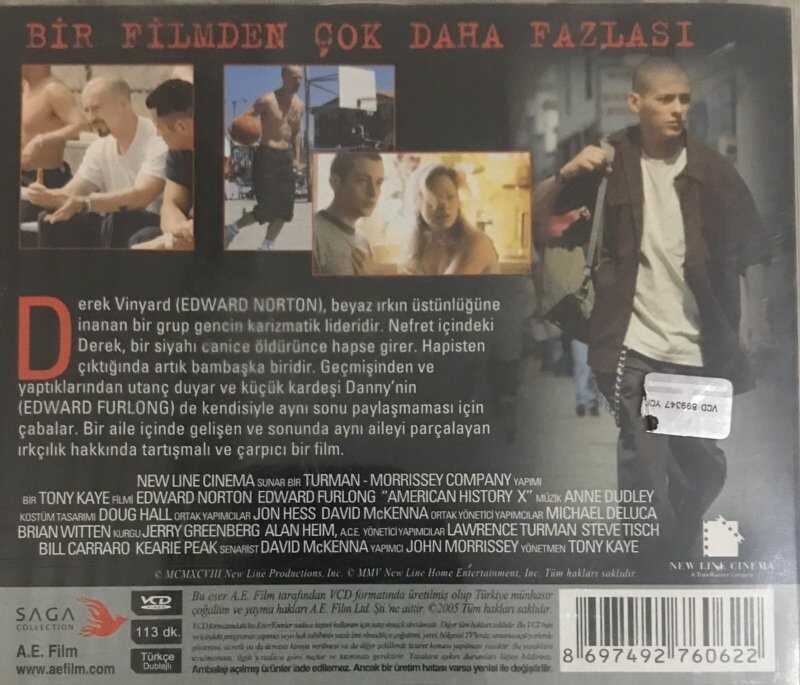 BİR FİLMDEN ÇOK DAHA FAZLASI
Derek Vinyard (EDWARD NORTON), beyaz ırkın üstünlüğüne
inanan bir grup gencin karizmatik lideridir. Nefret içindeki
Derek, bir siyahı canice öldürünce hapse girer. Hapisten
çıktığında artık bambaşka biridir. Geçmişinden ve
yaptıklarından utanç duyar ve küçük kardeşi Danny'nin
(EDWARD FURLONG) de kendisiyle aynı sonu paylaşmaması için
çabalar. Bir aile içinde gelişen ve sonunda aynı aileyi parçalayan
ırkçılık hakkında tartışmalı ve çarpıcı bir film.
VCD 899347
NEW LINE CINEMA SUNAR BİR TURMAN - MORRISSEY COMPANY YAPIMI
BİR TONY KAYE FİLMİ EDWARD NORTON EDWARD FURLONG "AMERICAN HISTORY X" MÜZİK ANNE DUDLEY
KOSTÜM TASARIMI DOUG HALL ORTAK YAPIMCILAR JON HESS DAVID McKENNA ORTAK YÖNETİCİ YAPIMCILAR MICHAEL DELUCA
BRIAN WITTEN KURGU JERRY GREENBERG ALAN HEIM, A.C.E. YÖNETİCİ YAPIMCILAR LAWRENCE TURMAN STEVE TISCH
BILL CARRARO KEARIE PEAK SENARİST DAVID McKENNA YAPIMCI JOHN MORRISSEY YÖNETMEN TONY KAYE
NEW LINE CINEMA
© CMXCVIII New Line Productions, Inc. © MMV New Line Home Entertainment, Inc. Tüm hakları saklıdır.
SAGA
COLLECTION
A.E. Film
www.aefilm.com
VCD
113 dk.
Türkçe
Dublajlı
Bu eser A.E. Film tarafından VCD formatında üretilmiş olup Türkiye münhasır
çoğaltım ve yayma hakları A.E. Film Ltd. Şti.'ne aittir. ©2005 Tüm hakları saklıdır.
Ambalajı açılmış ürünler iade edilemez. Ancak bir üretim hatası varsa yenisi ile değiştirilir.
8 697492 760622